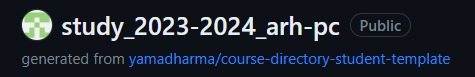 study_2023-2024_arh-pc Public
generated from yamadharma/course-directory-student-template